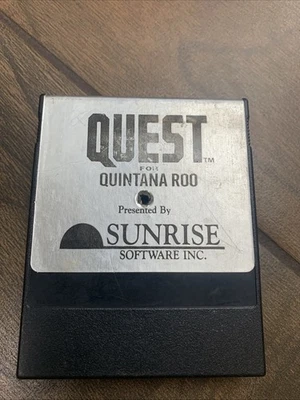 QUEST™
FOR
QUINTANA ROO
Presented By
SUNRISE
SOFTWARE INC.